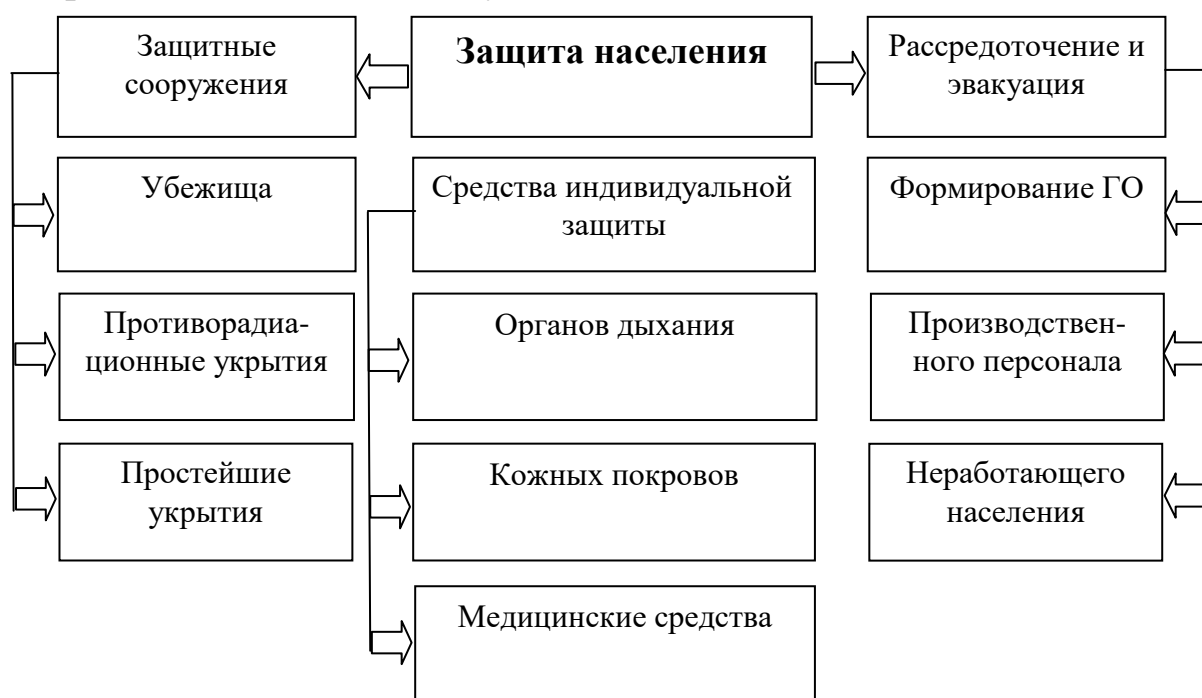 Защитные
сооружения
Защита населения
Рассредоточение и
эвакуация
Убежища
Средства индивидуальной
защиты
Формирование ГО
Противорадиа-
ционные укрытия
Органов дыхания
Производствен-
ного персонала
Простейшие
укрытия
Кожных покровов
Неработающего
населения
Медицинские средства